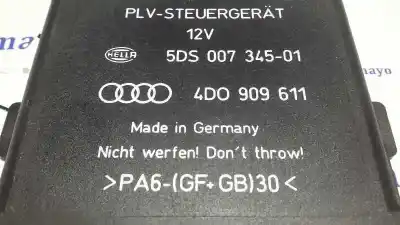 PLV-STEUERGERÄT
12V
HELLA 5DS 007 345-01
4D0 909 611
Made in Germany
Nicht werfen! Don´t throw!
>PA6-(GF+GB)30<
mayo